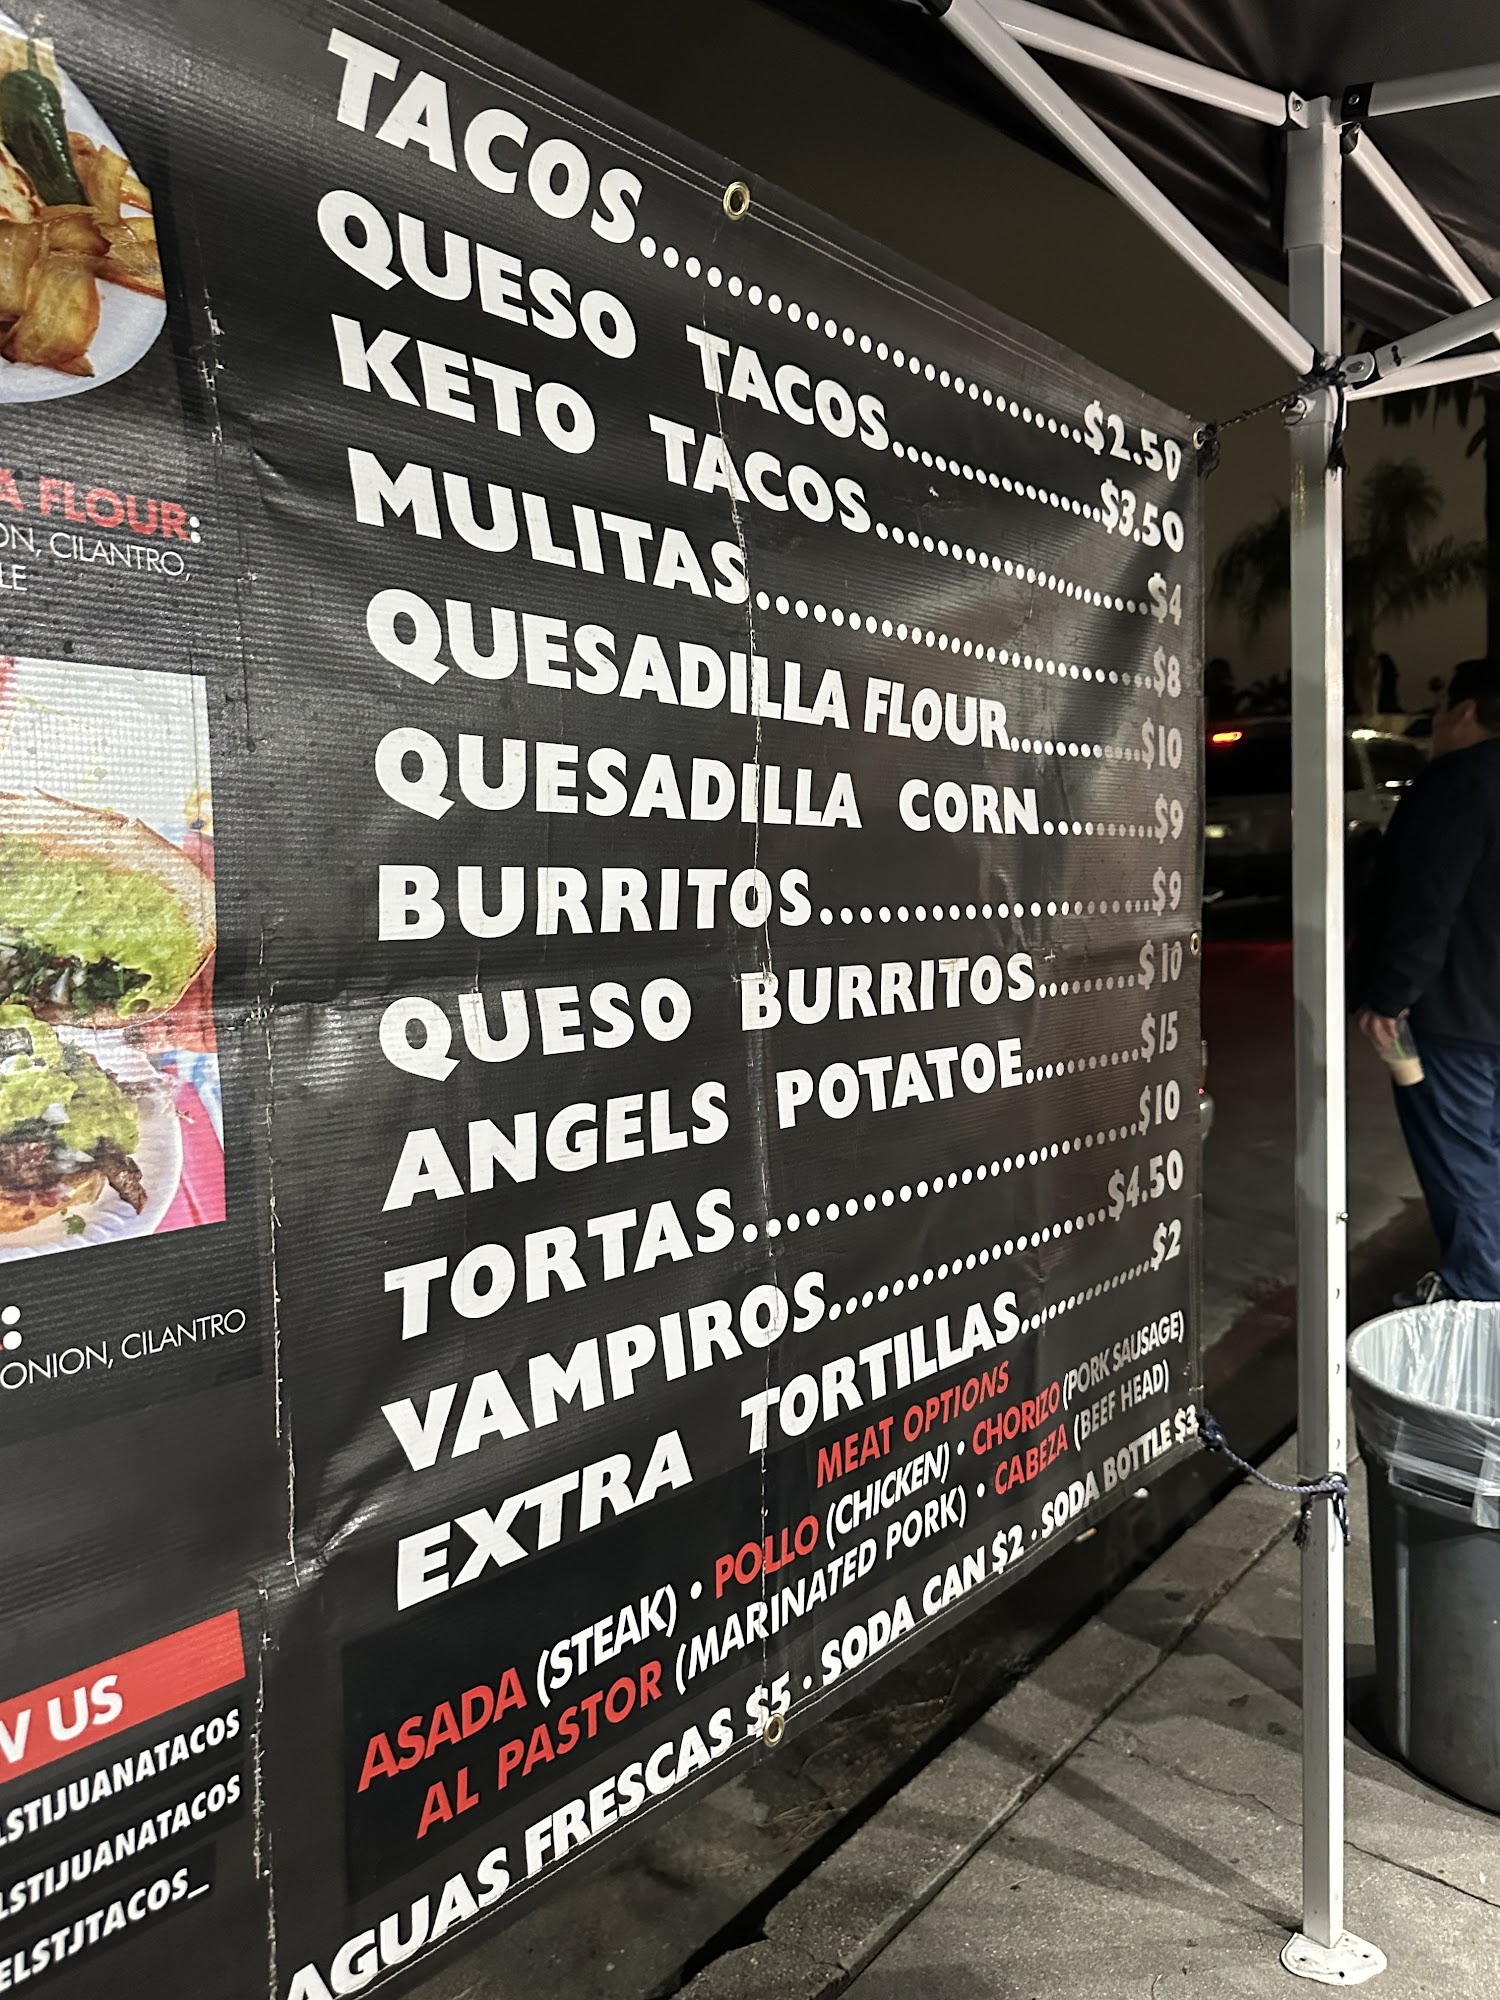 A FLOUR:
ON, CILANTRO,
LE
:
ONION, CILANTRO
W US
LSTIJUANATACOS
LSTIJUANATACOS
ELSTJTACOS_
TACOS..........$2.50
QUESO TACOS..........$3.50
KETO TACOS..........$4
MULITAS..........$8
QUESADILLA FLOUR..........$10
QUESADILLA CORN..........$9
BURRITOS..........$9
QUESO BURRITOS..........$10
ANGELS POTATOE..........$15
TORTAS..........$10
VAMPIROS..........$4.50
EXTRA TORTILLAS..........$2
MEAT OPTIONS
ASADA (STEAK) • POLLO (CHICKEN) • CHORIZO (PORK SAUSAGE)
AL PASTOR (MARINATED PORK) • CABEZA (BEEF HEAD)
AGUAS FRESCAS $5 • SODA CAN $2 • SODA BOTTLE $3